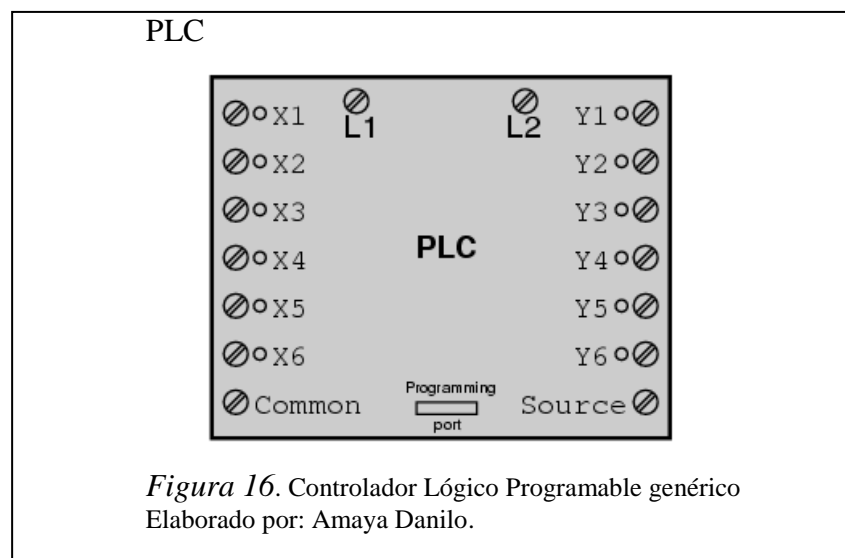 PLC
X1 L1 L2 Y1
X2 Y2
X3 Y3
PLC
X4 Y4
X5 Y5
X6 Y6
Programming
Common Source
port
Figura 16. Controlador Lógico Programable genérico
Elaborado por: Amaya Danilo.